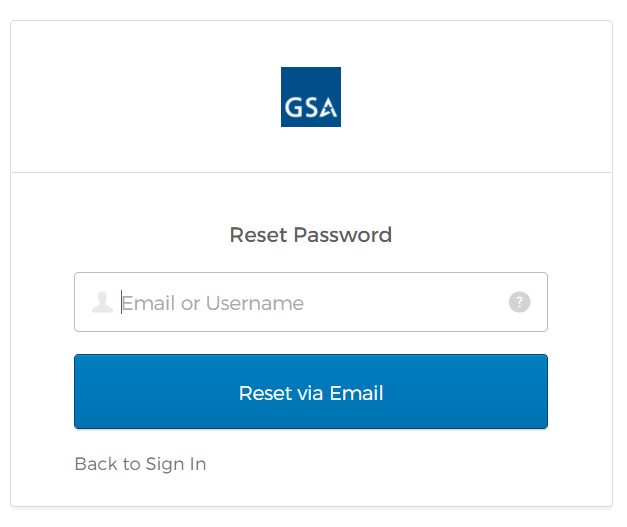 GSA
Reset Password
Email or Username
?
Reset via Email
Back to Sign In